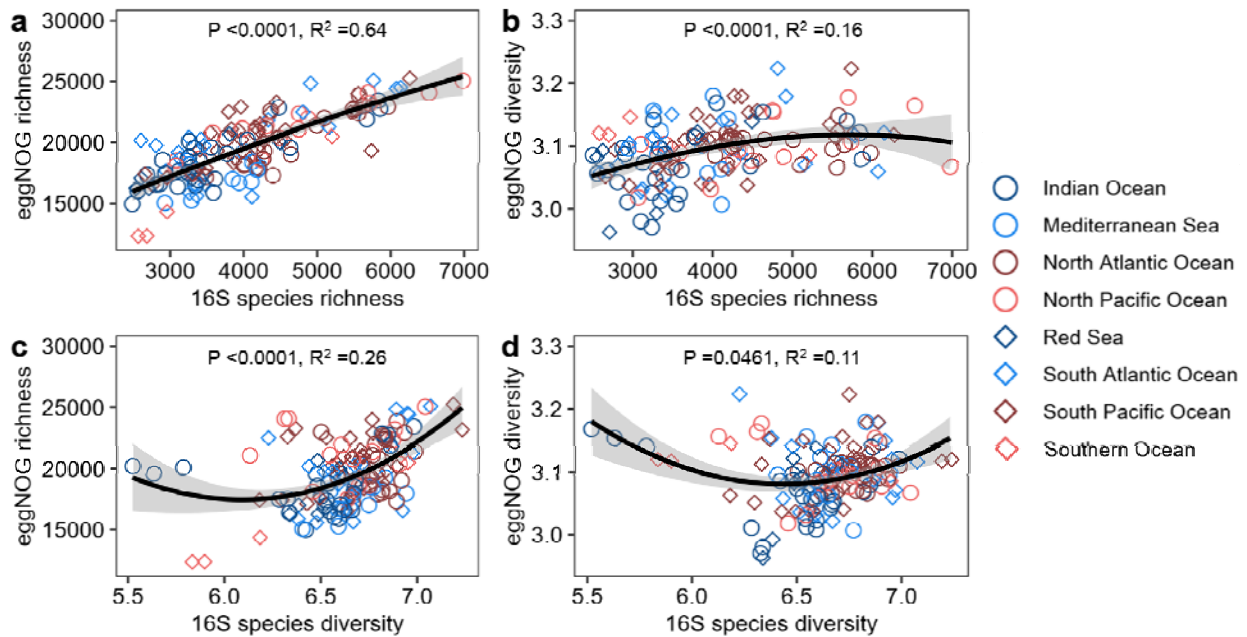 a
P <0.0001, R² =0.64
eggNOG richness
30000
25000
20000
15000
3000 4000 5000 6000 7000
16S species richness
b
P <0.0001, R² =0.16
eggNOG diversity
3.3
3.2
3.1
3.0
3000 4000 5000 6000 7000
16S species richness
c
P <0.0001, R² =0.26
eggNOG richness
30000
25000
20000
15000
5.5 6.0 6.5 7.0
16S species diversity
d
P =0.0461, R² =0.11
eggNOG diversity
3.3
3.2
3.1
3.0
5.5 6.0 6.5 7.0
16S species diversity
Indian Ocean
Mediterranean Sea
North Atlantic Ocean
North Pacific Ocean
Red Sea
South Atlantic Ocean
South Pacific Ocean
Southern Ocean